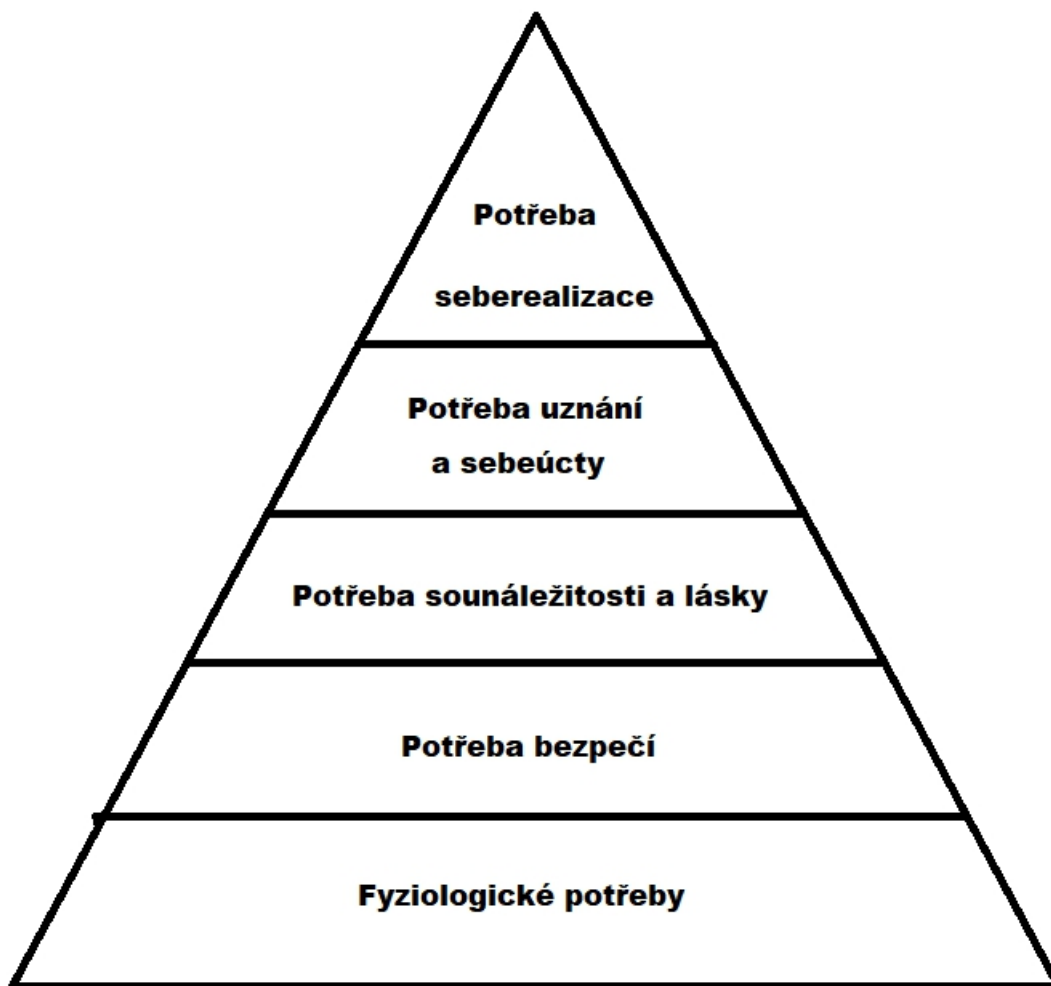 Potřeba
seberealizace
Potřeba uznání
a sebeúcty
Potřeba sounáležitosti a lásky
Potřeba bezpečí
Fyziologické potřeby